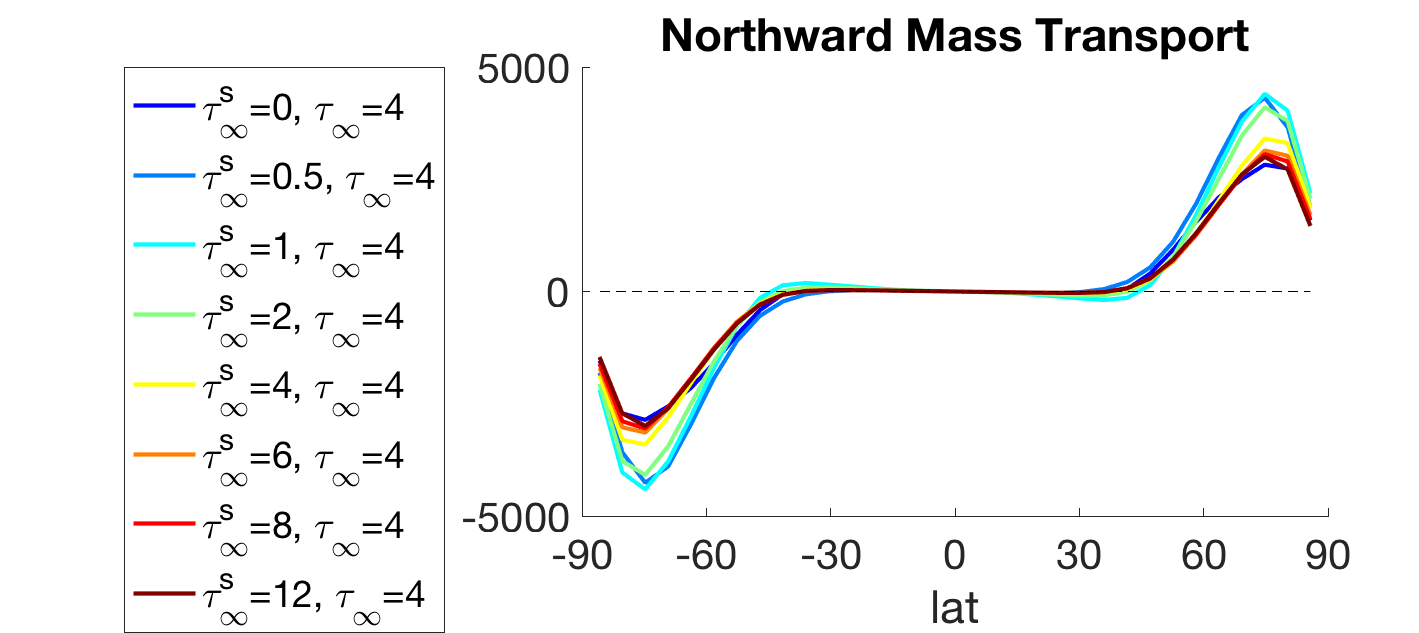 Northward Mass Transport
τ^s_∞=0, τ_∞=4
τ^s_∞=0.5, τ_∞=4
τ^s_∞=1, τ_∞=4
τ^s_∞=2, τ_∞=4
τ^s_∞=4, τ_∞=4
τ^s_∞=6, τ_∞=4
τ^s_∞=8, τ_∞=4
τ^s_∞=12, τ_∞=4
5000
0
-5000
-90 -60 -30 0 30 60 90
lat